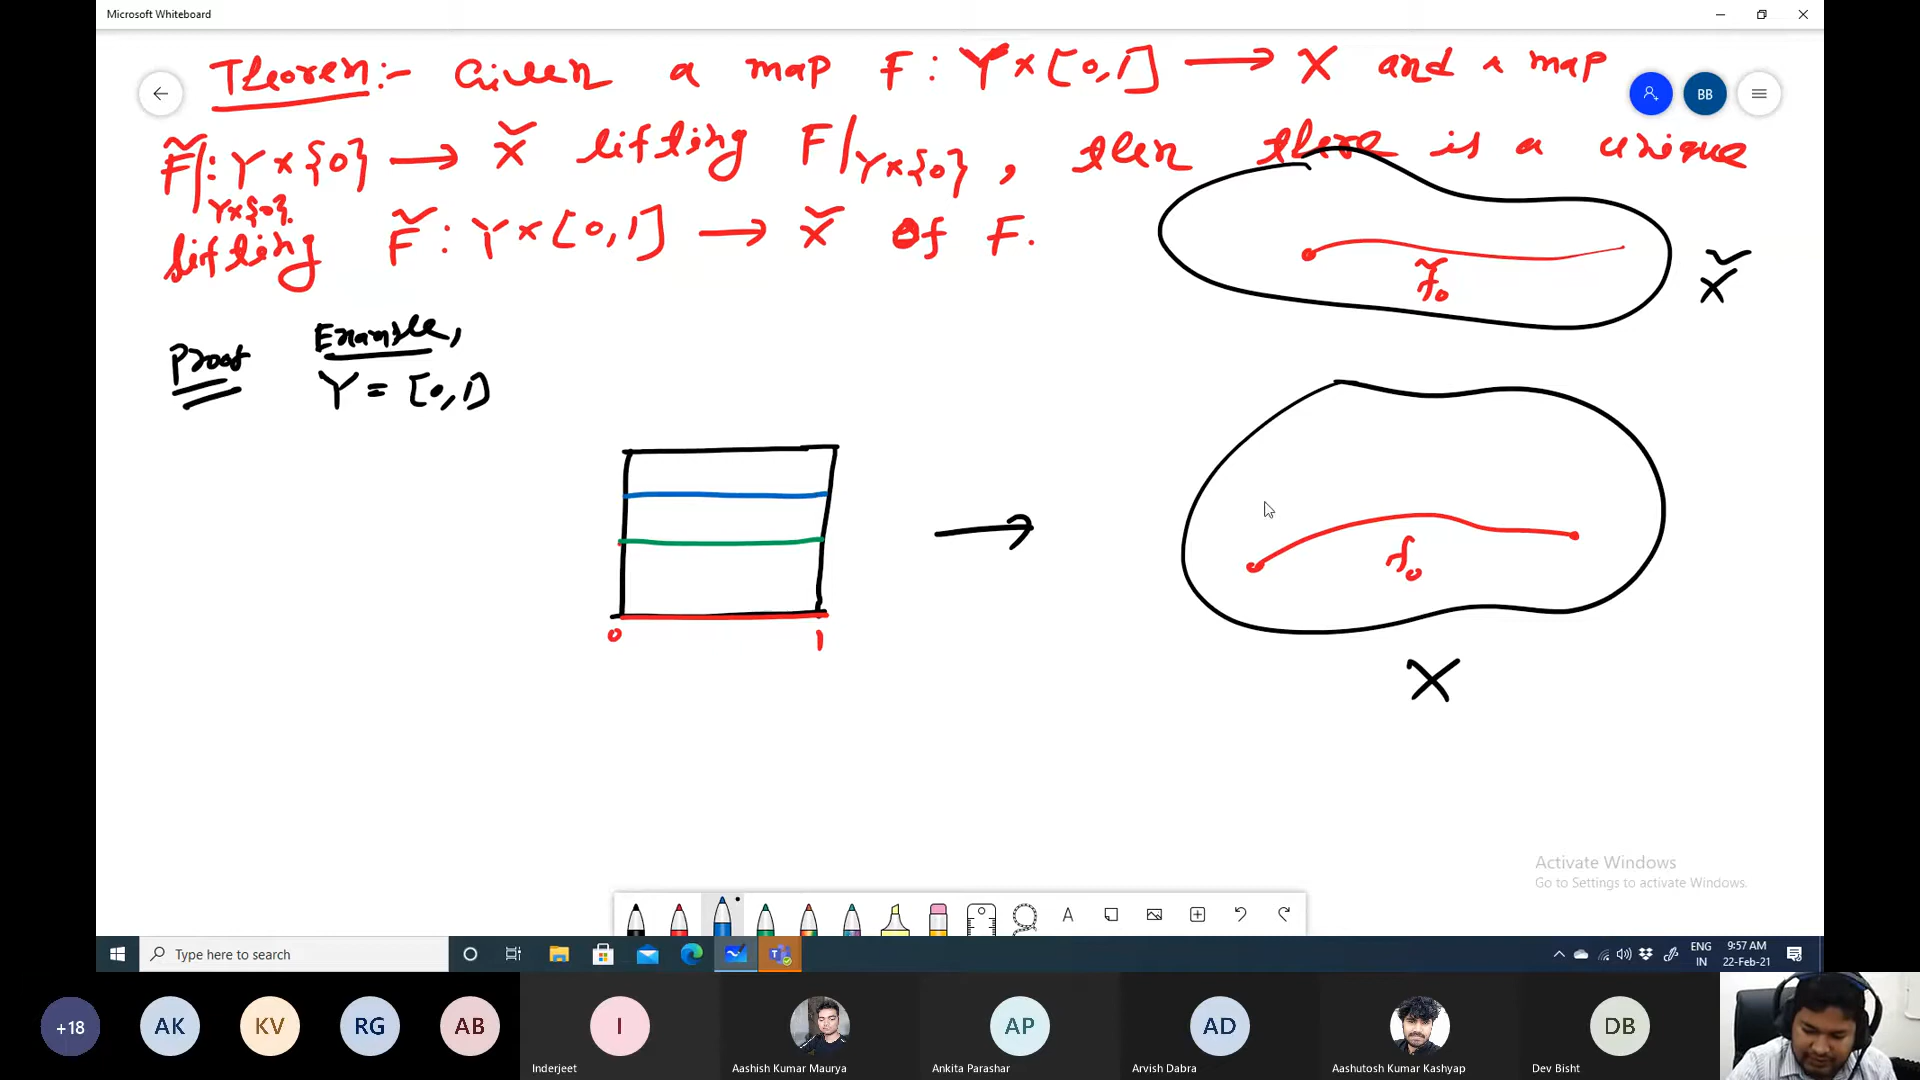 Microsoft Whiteboard
Theorem:- Given a map F : Y × [0,1] ⟶ X and a map
F̃|Y×{0} : Y × {0} ⟶ X̃ lifting F|Y×{0} , then there is a unique
lifting F̃ : Y × [0,1] ⟶ X̃ of F.
BB
f̃₀
X̃
Proof Example,
Y = [0,1]
f₀
0 1
X
Activate Windows
Go to Settings to activate Windows.
A
Type here to search
ENG
IN
9:57 AM
22-Feb-21
+18
AK
KV
RG
AB
I
AP
AD
DB
Inderjeet
Aashish Kumar Maurya
Ankita Parashar
Arvish Dabra
Aashutosh Kumar Kashyap
Dev Bisht